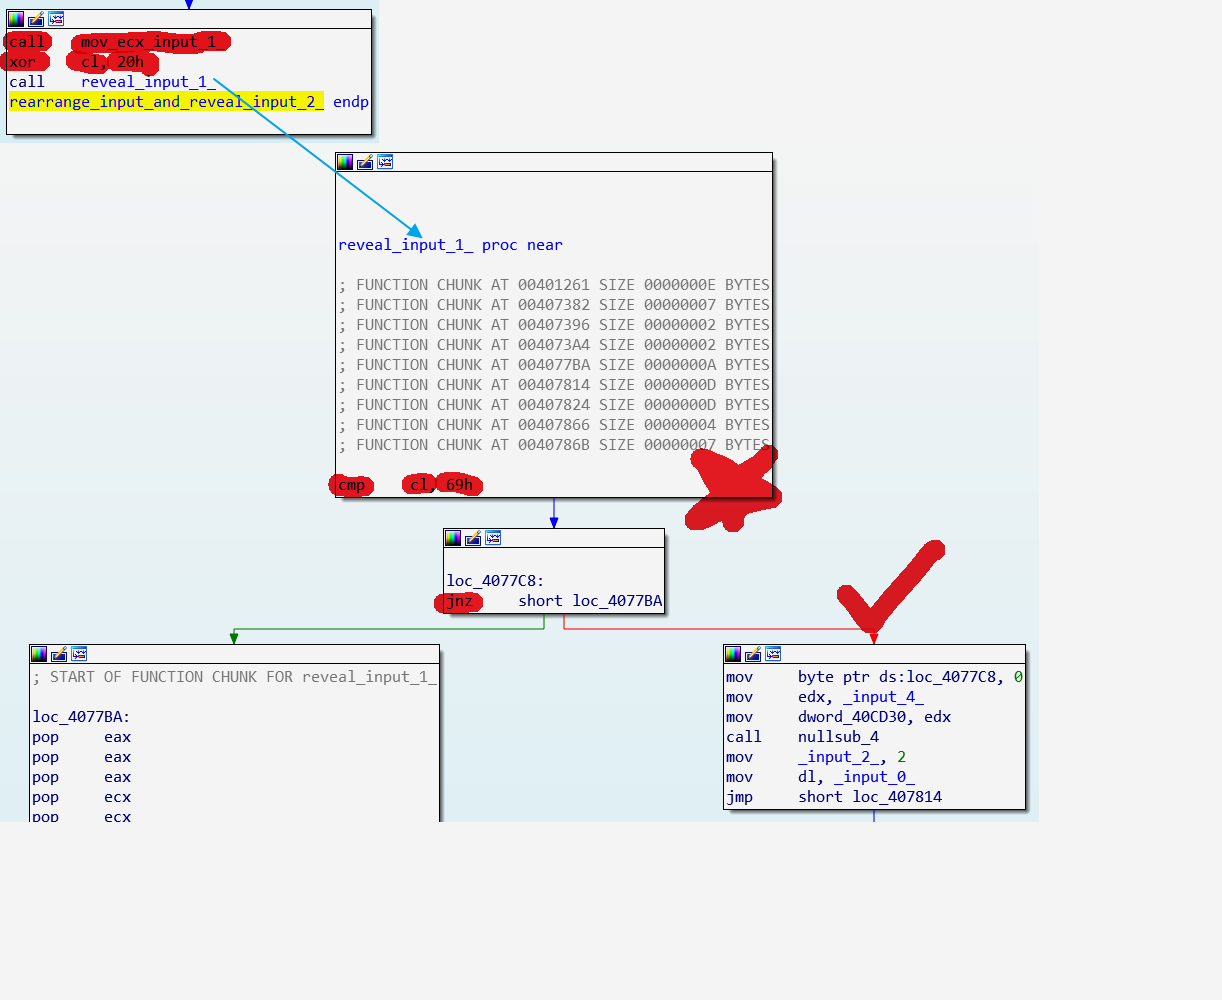 call mov_ecx_input_1_
xor cl, 20h
call reveal_input_1_
rearrange_input_and_reveal_input_2_ endp
reveal_input_1_ proc near
; FUNCTION CHUNK AT 00401261 SIZE 0000000E BYTES
; FUNCTION CHUNK AT 00407382 SIZE 00000007 BYTES
; FUNCTION CHUNK AT 00407396 SIZE 00000002 BYTES
; FUNCTION CHUNK AT 004073A4 SIZE 00000002 BYTES
; FUNCTION CHUNK AT 004077BA SIZE 0000000A BYTES
; FUNCTION CHUNK AT 00407814 SIZE 0000000D BYTES
; FUNCTION CHUNK AT 00407824 SIZE 0000000D BYTES
; FUNCTION CHUNK AT 00407866 SIZE 00000004 BYTES
; FUNCTION CHUNK AT 0040786B SIZE 00000007 BYTES
cmp cl, 69h
loc_4077C8:
jnz short loc_4077BA
; START OF FUNCTION CHUNK FOR reveal_input_1_
loc_4077BA:
pop eax
pop eax
pop eax
pop ecx
pop ecx
mov byte ptr ds:loc_4077C8, 0
mov edx, _input_4_
mov dword_40CD30, edx
call nullsub_4
mov _input_2_, 2
mov dl, _input_0_
jmp short loc_407814